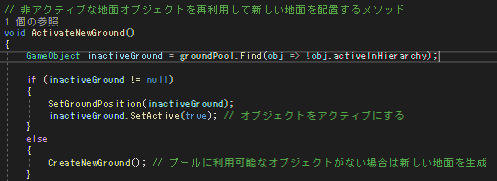 // 非アクティブな地面オブジェクトを再利用して新しい地面を配置するメソッド
1 個の参照
void ActivateNewGround()
{
GameObject inactiveGround = groundPool.Find(obj => !obj.activeInHierarchy);
if (inactiveGround != null)
{
SetGroundPosition(inactiveGround);
inactiveGround.SetActive(true); // オブジェクトをアクティブにする
}
else
{
CreateNewGround(); // プールに利用可能なオブジェクトがない場合は新しい地面を生成